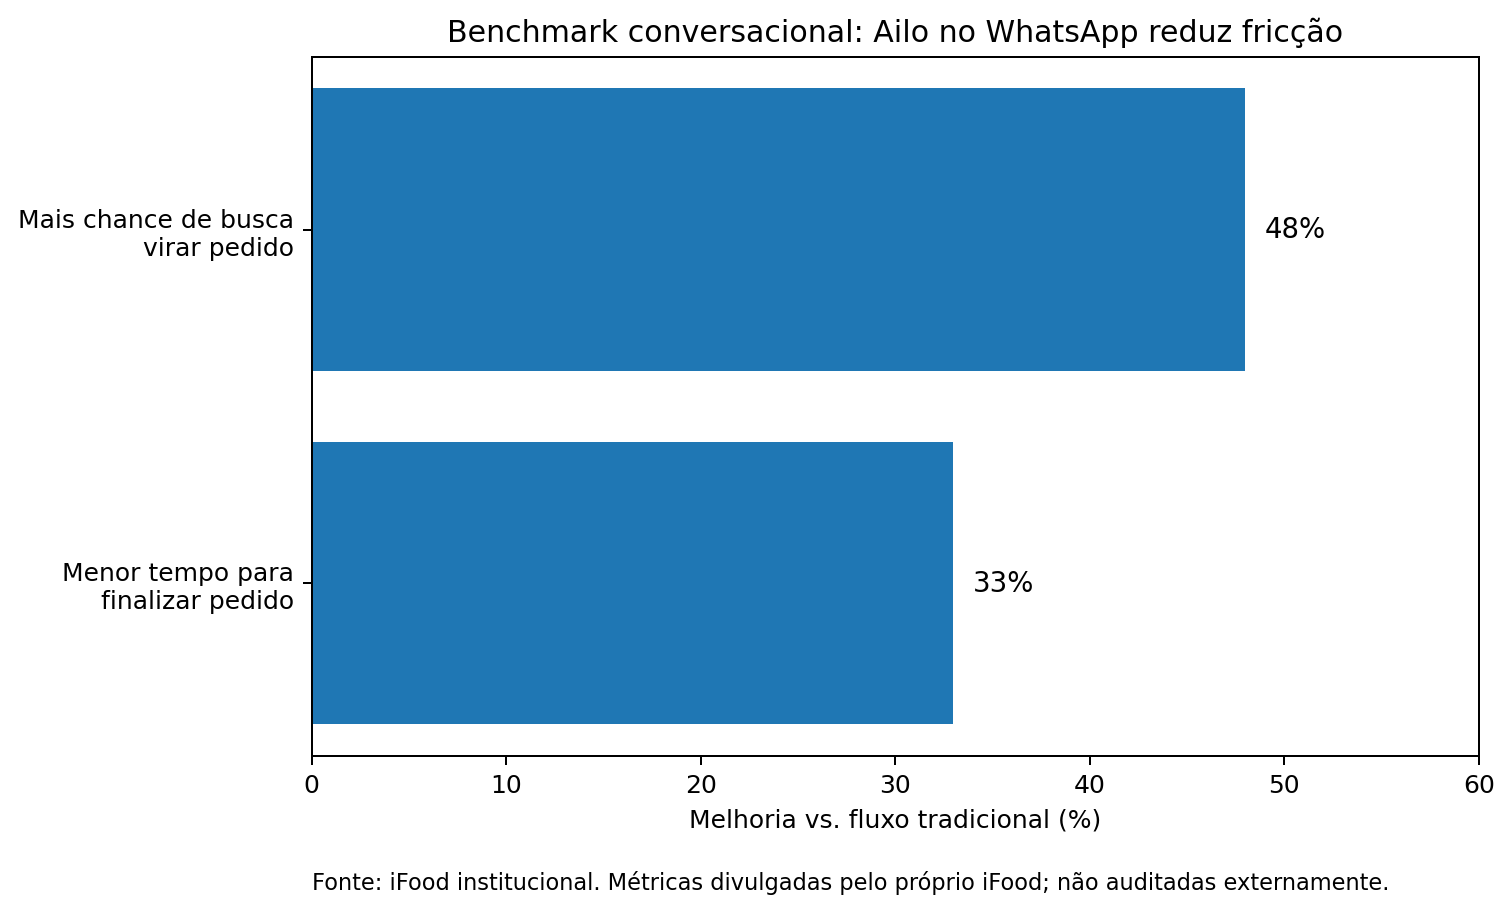 Benchmark conversacional: Ailo no WhatsApp reduz fricção
Mais chance de busca
virar pedido
48%
Menor tempo para
finalizar pedido
33%
0 10 20 30 40 50 60
Melhoria vs. fluxo tradicional (%)
Fonte: iFood institucional. Métricas divulgadas pelo próprio iFood; não auditadas externamente.